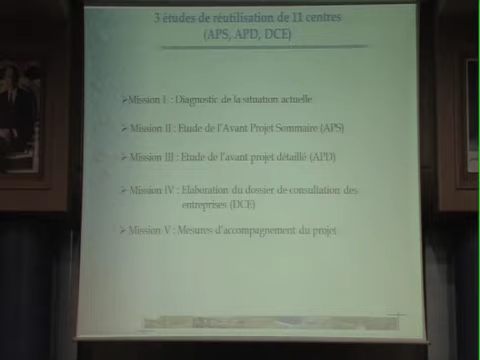 3 études de réutilisation de 11 centres
(APS, APD, DCE)
➢Mission I : Diagnostic de la situation actuelle
➢ Mission II : Etude de l'Avant Projet Sommaire (APS)
➢ Mission III : Etude de l'avant projet détaillé (APD)
➢ Mission IV : Elaboration du dossier de consultation des
entreprises (DCE)
➢ Mission V : Mesures d'accompagnement du projet